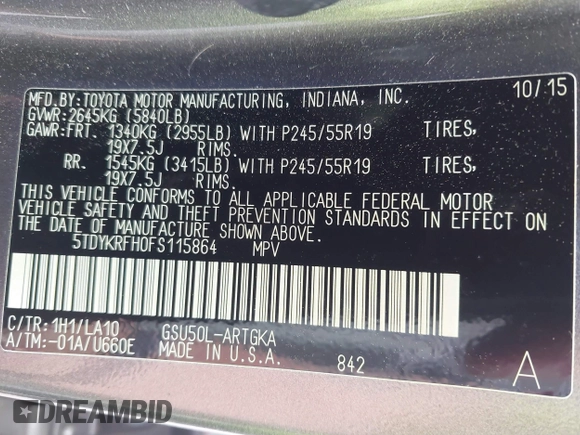 MFD.BY:TOYOTA MOTOR MANUFACTURING, INDIANA, INC. 10/15
GVWR:2645KG (5840LB)
GAWR:FRT. 1340KG (2955LB) WITH P245/55R19 TIRES,
19X7.5J RIMS.
RR. 1545KG (3415LB) WITH P245/55R19 TIRES,
19X7.5J RIMS.
THIS VEHICLE CONFORMS TO ALL APPLICABLE FEDERAL MOTOR
VEHICLE SAFETY AND THEFT PREVENTION STANDARDS IN EFFECT ON
THE DATE OF MANUFACTURE SHOWN ABOVE.
5TDYKRFH0FS115864 MPV
C/TR:1H1/LA10 GSU50L-ARTGKA
A/TM:-01A/U660E MADE IN U.S.A. 842 A
DREAMBID